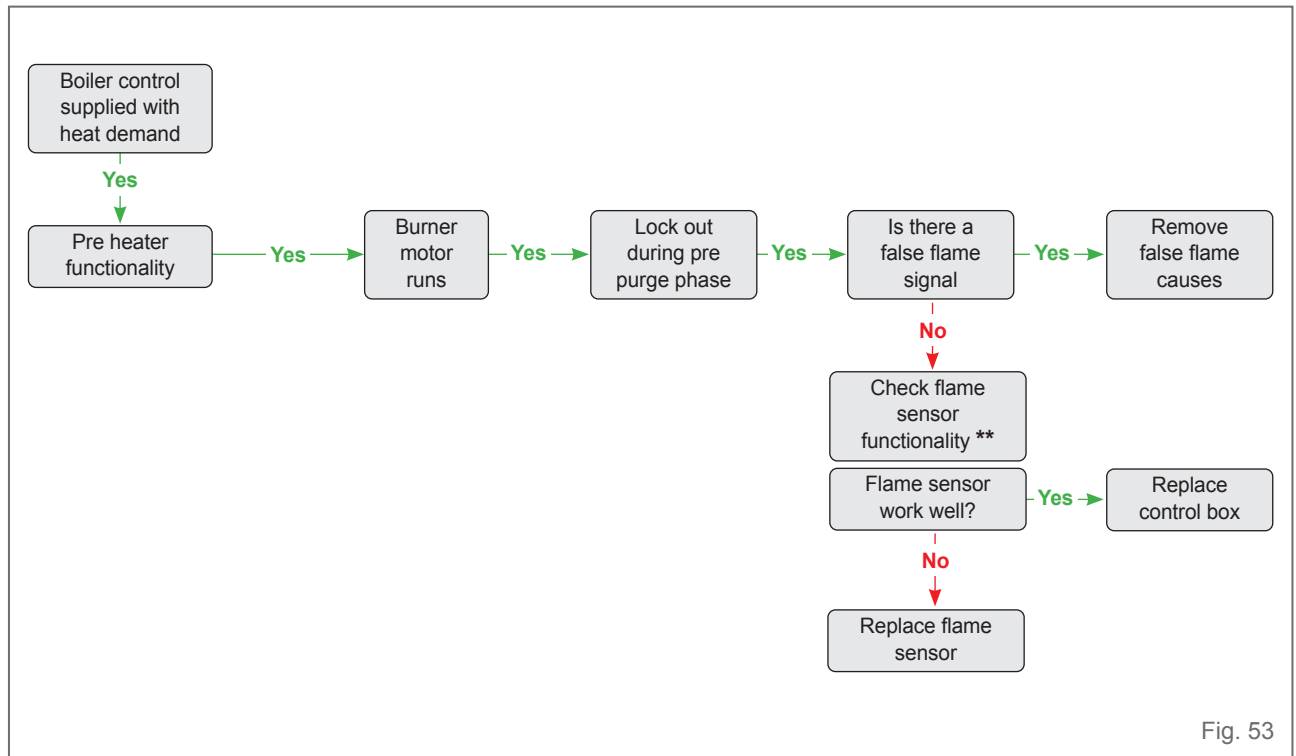 Boiler control
supplied with
heat demand
Yes
Pre heater
functionality
Yes
Burner
motor
runs
Yes
Lock out
during pre
purge phase
Yes
Is there a
false flame
signal
Yes
Remove
false flame
causes
No
Check flame
sensor
functionality **
Flame sensor
work well?
Yes
Replace
control box
No
Replace flame
sensor
Fig. 53